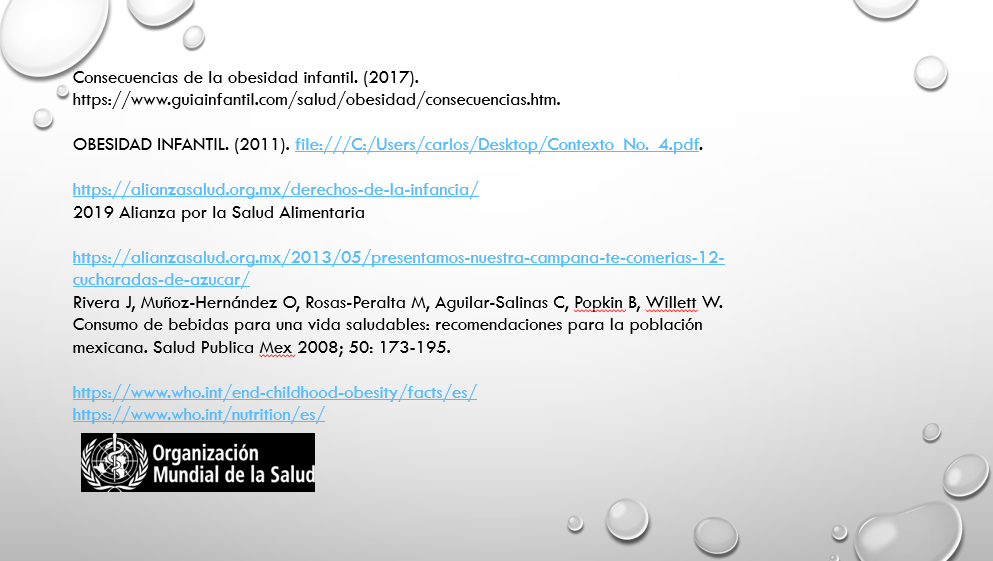 Consecuencias de la obesidad infantil. (2017).
https://www.guiainfantil.com/salud/obesidad/consecuencias.htm.
OBESIDAD INFANTIL. (2011). file:///C:/Users/carlos/Desktop/Contexto_No._4.pdf.
https://alianzasalud.org.mx/derechos-de-la-infancia/
2019 Alianza por la Salud Alimentaria
https://alianzasalud.org.mx/2013/05/presentamos-nuestra-campana-te-comerias-12-
cucharadas-de-azucar/
Rivera J, Muñoz-Hernández O, Rosas-Peralta M, Aguilar-Salinas C, Popkin B, Willett W.
Consumo de bebidas para una vida saludables: recomendaciones para la población
mexicana. Salud Publica Mex 2008; 50: 173-195.
https://www.who.int/end-childhood-obesity/facts/es/
https://www.who.int/nutrition/es/
Organización
Mundial de la Salud